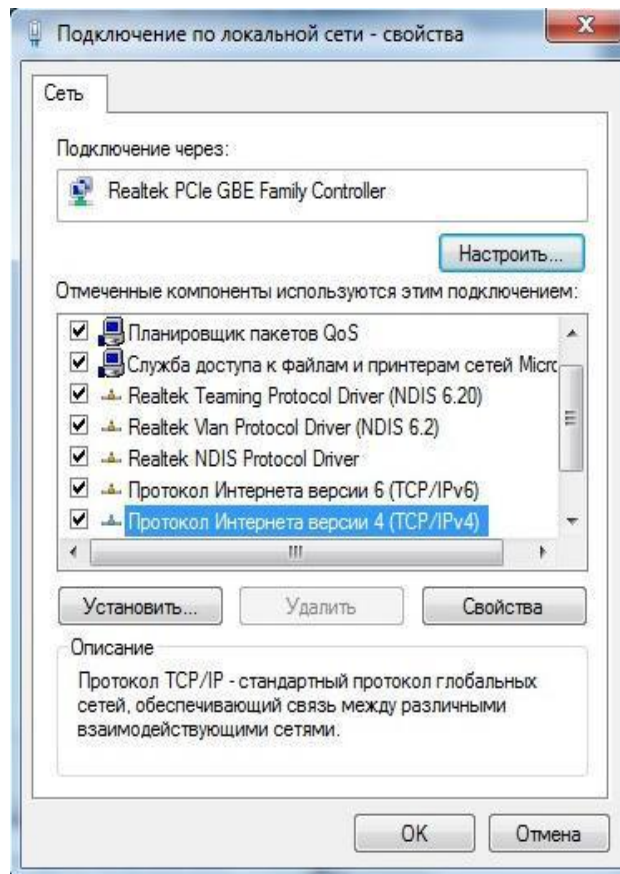 Подключение по локальной сети - свойства
Сеть
Подключение через:
Realtek PCIe GBE Family Controller
Настроить...
Отмеченные компоненты используются этим подключением:
Планировщик пакетов QoS
Служба доступа к файлам и принтерам сетей Micro
Realtek Teaming Protocol Driver (NDIS 6.20)
Realtek Vlan Protocol Driver (NDIS 6.2)
Realtek NDIS Protocol Driver
Протокол Интернета версии 6 (TCP/IPv6)
Протокол Интернета версии 4 (TCP/IPv4)
Установить...
Удалить
Свойства
Описание
Протокол TCP/IP - стандартный протокол глобальных
сетей, обеспечивающий связь между различными
взаимодействующими сетями.
OK
Отмена